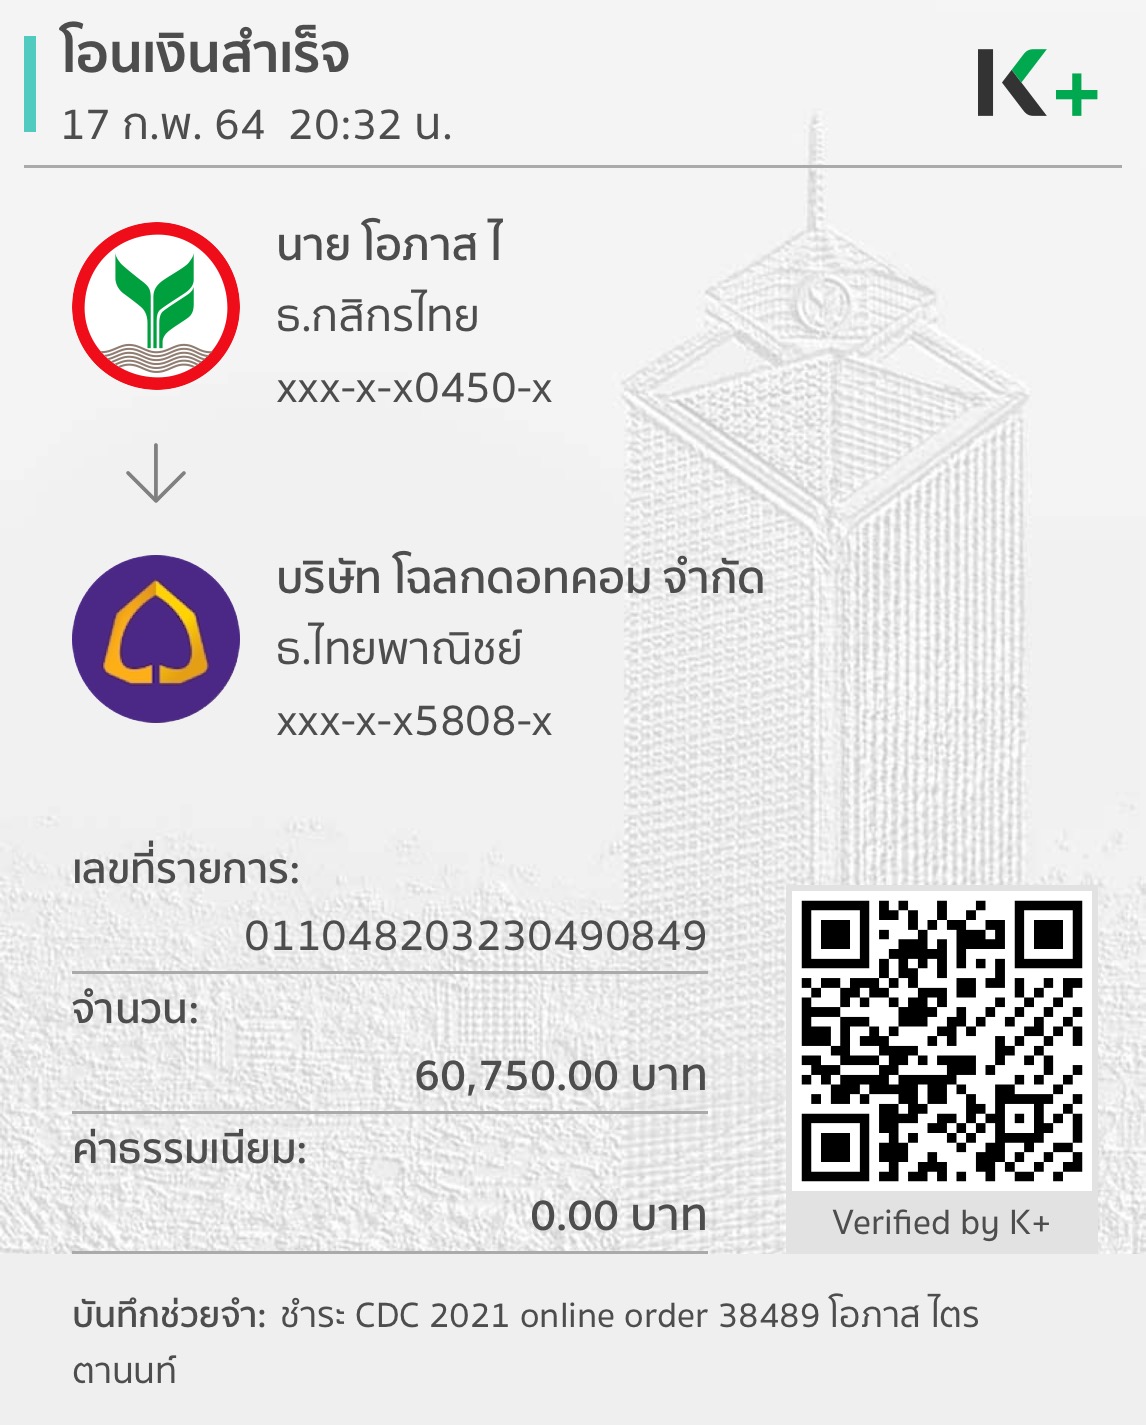 โอนเงินสำเร็จ
17 ก.พ. 64  20:32 น.
K+
นาย โอภาส ไ
ธ.กสิกรไทย
xxx-x-x0450-x
บริษัท โฉลกดอทคอม จำกัด
ธ.ไทยพาณิชย์
xxx-x-x5808-x
เลขที่รายการ:
011048203230490849
จำนวน:
60,750.00 บาท
ค่าธรรมเนียม:
0.00 บาท
Verified by K+
บันทึกช่วยจำ: ชำระ CDC 2021 online order 38489 โอภาส ไตร
ตานนท์